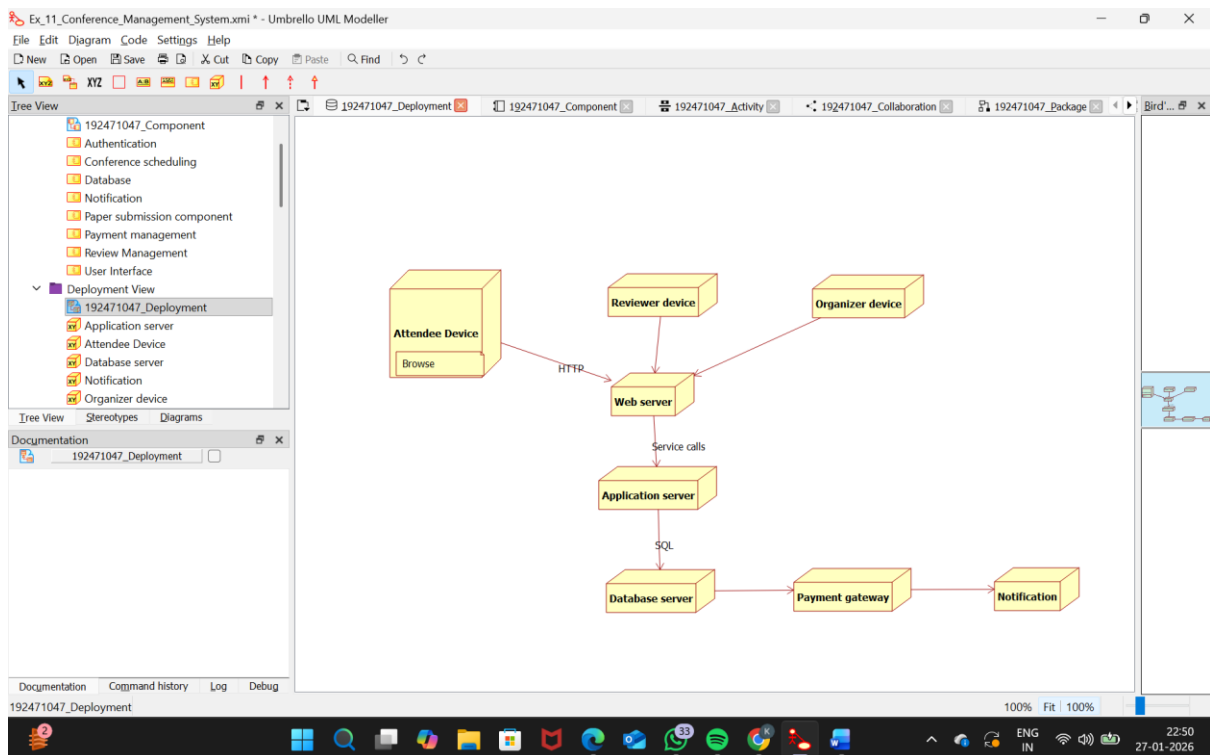 Ex_11_Conference_Management_System.xmi * - Umbrello UML Modeller
File Edit Diagram Code Settings Help
New Open Save Cut Copy Paste Find
XYZ
Tree View
192471047_Component
Authentication
Conference scheduling
Database
Notification
Paper submission component
Payment management
Review Management
User Interface
Deployment View
192471047_Deployment
Application server
Attendee Device
Database server
Notification
Organizer device
Tree View Stereotypes Diagrams
Documentation
192471047_Deployment
Documentation Command history Log Debug
192471047_Deployment
192471047_Deployment 192471047_Component 192471047_Activity 192471047_Collaboration 192471047_Package
Bird'...
Attendee Device
Browse
Reviewer device
Organizer device
HTTP
Web server
Service calls
Application server
SQL
Database server
Payment gateway
Notification
100% Fit 100%
2
33
K
ENG
IN
22:50
27-01-2026